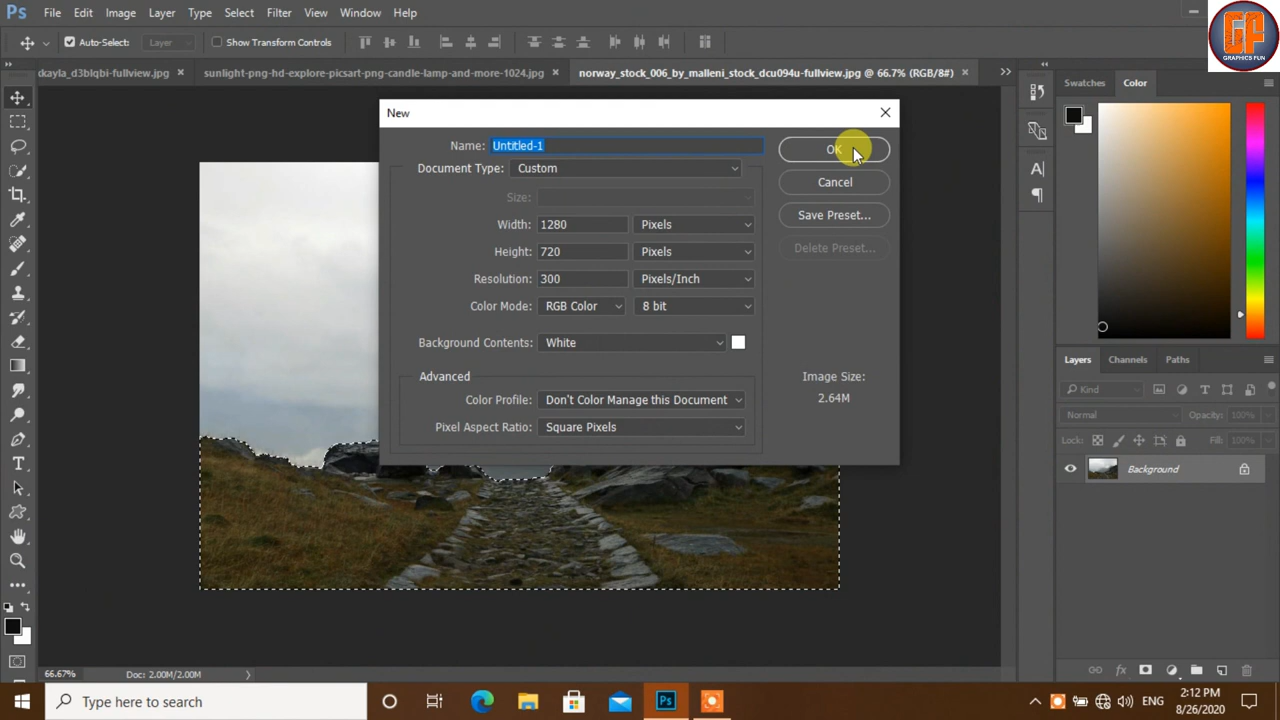 Ps File Edit Image Layer Type Select Filter View Window Help
Auto-Select: Layer Show Transform Controls
GF
GRAPHICS FUN
dkayla_d3blqbi-fullview.jpg × sunlight-png-hd-explore-picsart-png-candle-lamp-and-more-1024.jpg × norway_stock_006_by_malleni_stock_dcu094u-fullview.jpg @ 66.7% (RGB/8#) ×
Swatches Color
New
Name: Untitled-1
OK
Document Type: Custom
Cancel
Size:
Save Preset...
Width: 1280 Pixels
Delete Preset...
Height: 720 Pixels
Resolution: 300 Pixels/Inch
Color Mode: RGB Color 8 bit
Background Contents: White
Advanced
Image Size:
Color Profile: Don't Color Manage this Document
2.64M
Pixel Aspect Ratio: Square Pixels
Layers Channels Paths
Kind
Normal Opacity: 100%
Lock: Fill: 100%
Background
66.67% Doc: 2.00M/2.00M
Type here to search
Ps
ENG
2:12 PM
8/26/2020